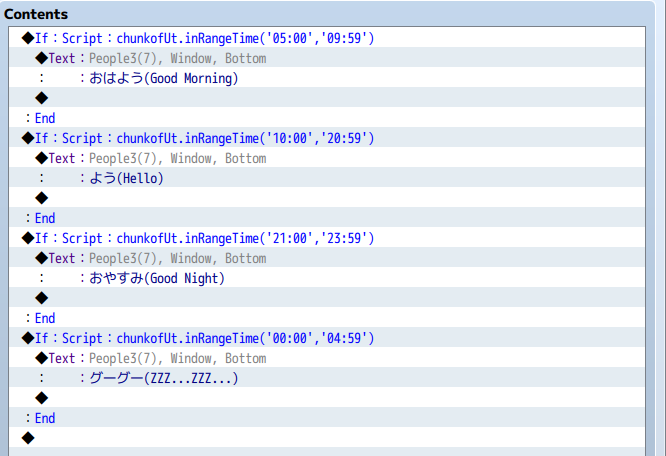 Contents
◆If：Script：chunkofUt.inRangeTime('05:00','09:59')
◆Text：People3(7), Window, Bottom
：　　：おはよう(Good Morning)
◆
：End
◆If：Script：chunkofUt.inRangeTime('10:00','20:59')
◆Text：People3(7), Window, Bottom
：　　：よう(Hello)
◆
：End
◆If：Script：chunkofUt.inRangeTime('21:00','23:59')
◆Text：People3(7), Window, Bottom
：　　：おやすみ(Good Night)
◆
：End
◆If：Script：chunkofUt.inRangeTime('00:00','04:59')
◆Text：People3(7), Window, Bottom
：　　：グーグー(ZZZ...ZZZ...)
◆
：End
◆